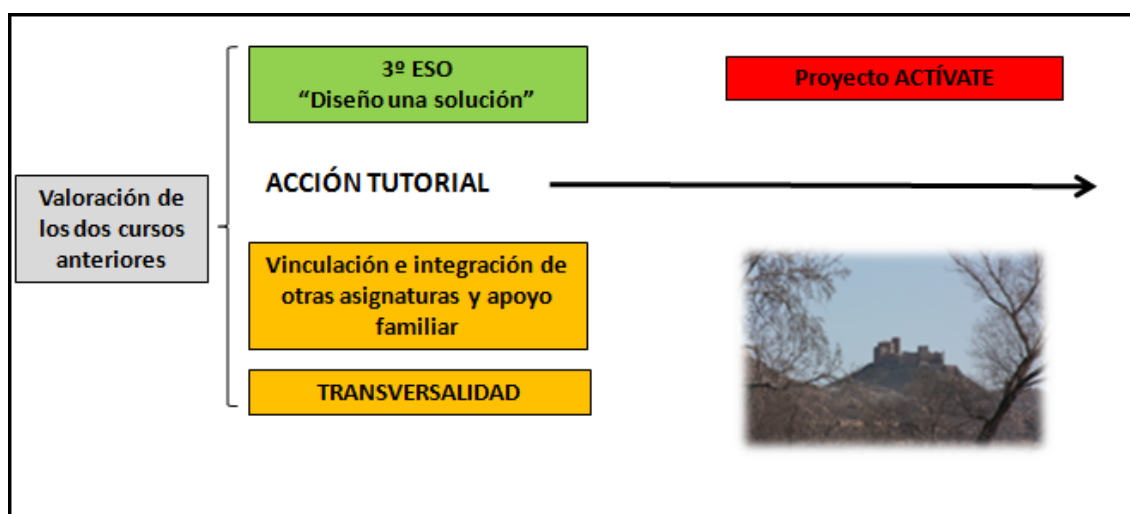 3º ESO
“Diseño una solución”
Proyecto ACTÍVATE
ACCIÓN TUTORIAL
Valoración de
los dos cursos
anteriores
Vinculación e integración de
otras asignaturas y apoyo
familiar
TRANSVERSALIDAD